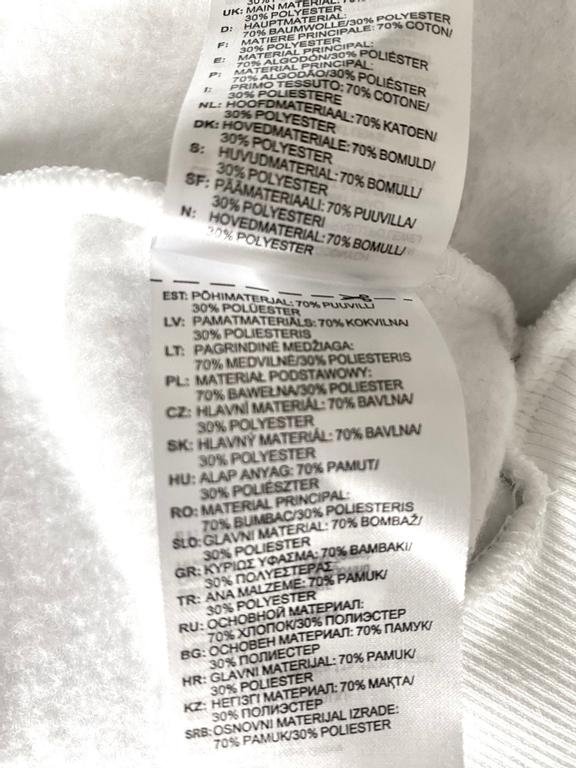 UK: MAIN MATERIAL: 70%
30% POLYESTER
D: HAUPTMATERIAL:
70% BAUMWOLLE/30% POLYESTER
F: MATIERE PRINCIPALE: 70% COTON/
30% POLYESTER
E: MATERIAL PRINCIPAL:
70% ALGODÓN/30% POLIÉSTER
P: MATERIAL PRINCIPAL:
70% ALGODÃO/30% POLIÉSTER
I: PRIMO TESSUTO: 70% COTONE/
30% POLIESTERE
NL: HOOFDMATERIAAL: 70% KATOEN/
30% POLYESTER
DK: HOVEDMATERIALE: 70% BOMULD/
30% POLYESTER
S: HUVUDMATERIAL: 70% BOMULL/
30% POLYESTER
SF: PÄÄMATERIAALI: 70% PUUVILLA/
30% POLYESTERI
N: HOVEDMATERIAL: 70% BOMULL/
30% POLYESTER
EST: PÕHIMATERJAL: 70% PUUVILL/
30% POLÜESTER
LV: PAMATMATERIĀLS: 70% KOKVILNA/
30% POLIESTERIS
LT: PAGRINDINĖ MEDŽIAGA:
70% MEDVILNĖ/30% POLIESTERIS
PL: MATERIAŁ PODSTAWOWY:
70% BAWEŁNA/30% POLIESTER
CZ: HLAVNÍ MATERIÁL: 70% BAVLNA/
30% POLYESTER
SK: HLAVNÝ MATERIÁL: 70% BAVLNA/
30% POLYESTER
HU: ALAP ANYAG: 70% PAMUT/
30% POLIÉSZTER
RO: MATERIAL PRINCIPAL:
70% BUMBAC/30% POLIESTERIS
SLO: GLAVNI MATERIAL: 70% BOMBAŽ/
30% POLIESTER
GR: ΚΥΡΙΩΣ ΥΦΑΣΜΑ: 70% ΒΑΜΒΑΚΙ/
30% ΠΟΛΥΕΣΤΕΡΑΣ
TR: ANA MALZEME: 70% PAMUK/
30% POLYESTER
RU: ОСНОВНОЙ МАТЕРИАЛ:
70% ХЛОПОК/30% ПОЛИЭСТЕР
BG: ОСНОВЕН МАТЕРИАЛ: 70% ПАМУК/
30% ПОЛИЕСТЕР
HR: GLAVNI MATERIJAL: 70% PAMUK/
30% POLIESTER
KZ: НЕГІЗГІ МАТЕРИАЛ: 70% МАҚТА/
30% ПОЛИЭСТЕР
SRB: OSNOVNI MATERIJAL IZRADE:
70% PAMUK/30% POLIESTER